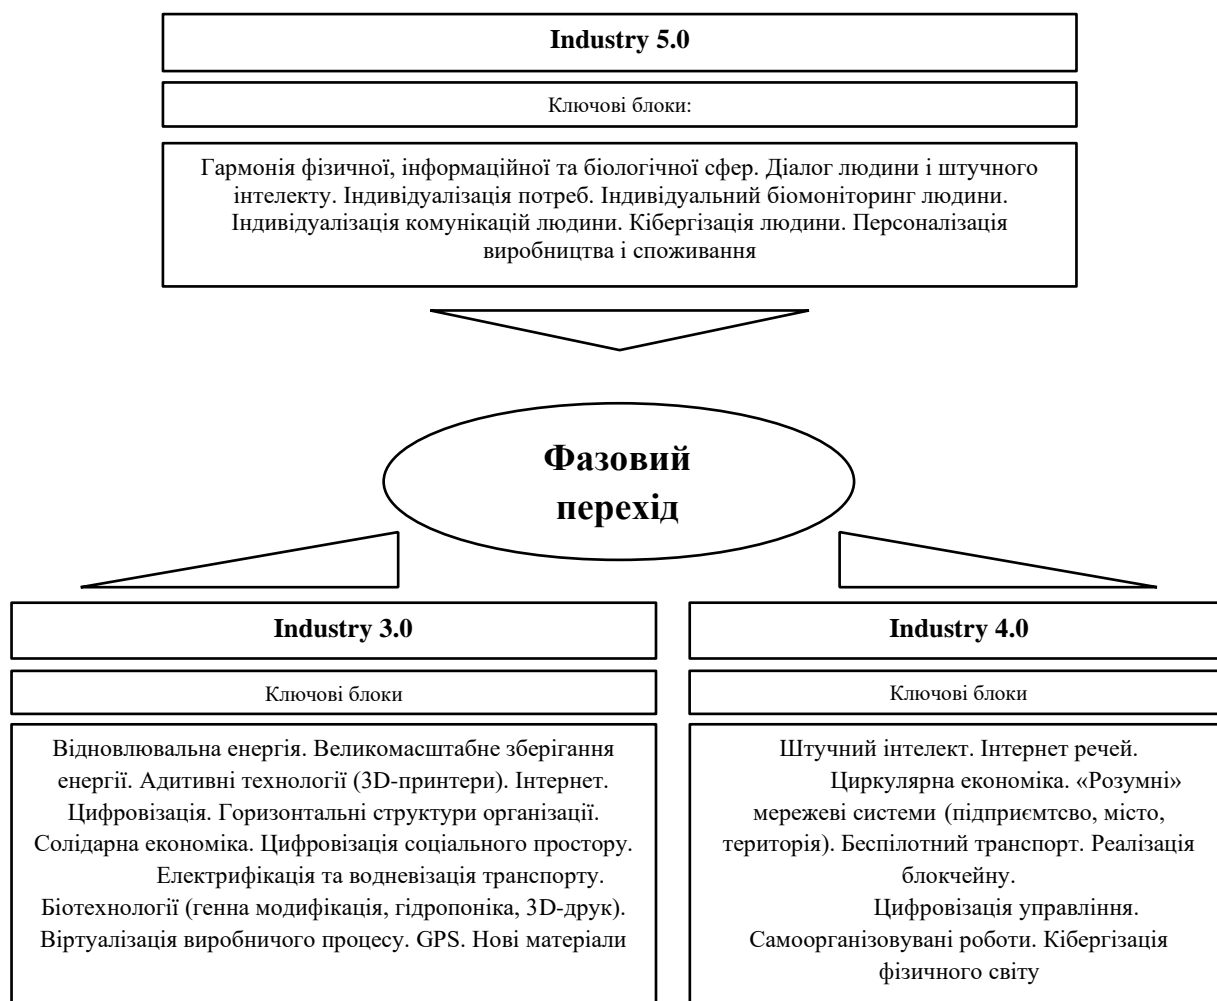 Industry 5.0
Ключові блоки:
Гармонія фізичної, інформаційної та біологічної сфер. Діалог людини і штучного
інтелекту. Індивідуалізація потреб. Індивідуальний біомоніторинг людини.
Індивідуалізація комунікацій людини. Кібергізація людини. Персоналізація
виробництва і споживання
Фазовий
перехід
Industry 3.0
Ключові блоки
Відновлювальна енергія. Великомасштабне зберігання
енергії. Адитивні технології (3D-принтери). Інтернет.
Цифровізація. Горизонтальні структури організації.
Солідарна економіка. Цифровізація соціального простору.
Електрифікація та водневізація транспорту.
Біотехнології (генна модифікація, гідропоніка, 3D-друк).
Віртуалізація виробничого процесу. GPS. Нові матеріали
Industry 4.0
Ключові блоки
Штучний інтелект. Інтернет речей.
Циркулярна економіка. «Розумні»
мережеві системи (підприємтсво, місто,
територія). Беспілотний транспорт. Реалізація
блокчейну.
Цифровізація управління.
Самоорганізовувані роботи. Кібергізація
фізичного світу